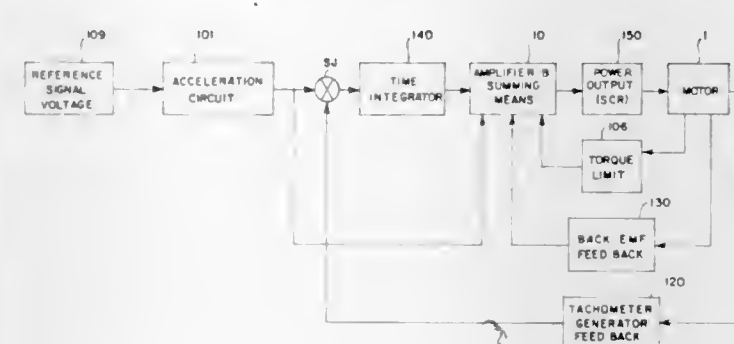 109
101
SJ
140
10
150
1
REFERENCE
SIGNAL
VOLTAGE
ACCELERATION
CIRCUIT
TIME
INTEGRATOR
AMPLIFIER 8
SUMMING
MEANS
POWER
OUTPUT
(SCR)
MOTOR
106
TORQUE
LIMIT
130
BACK EMF
FEED BACK
120
TACHOMETER
GENERATOR
FEED BACK